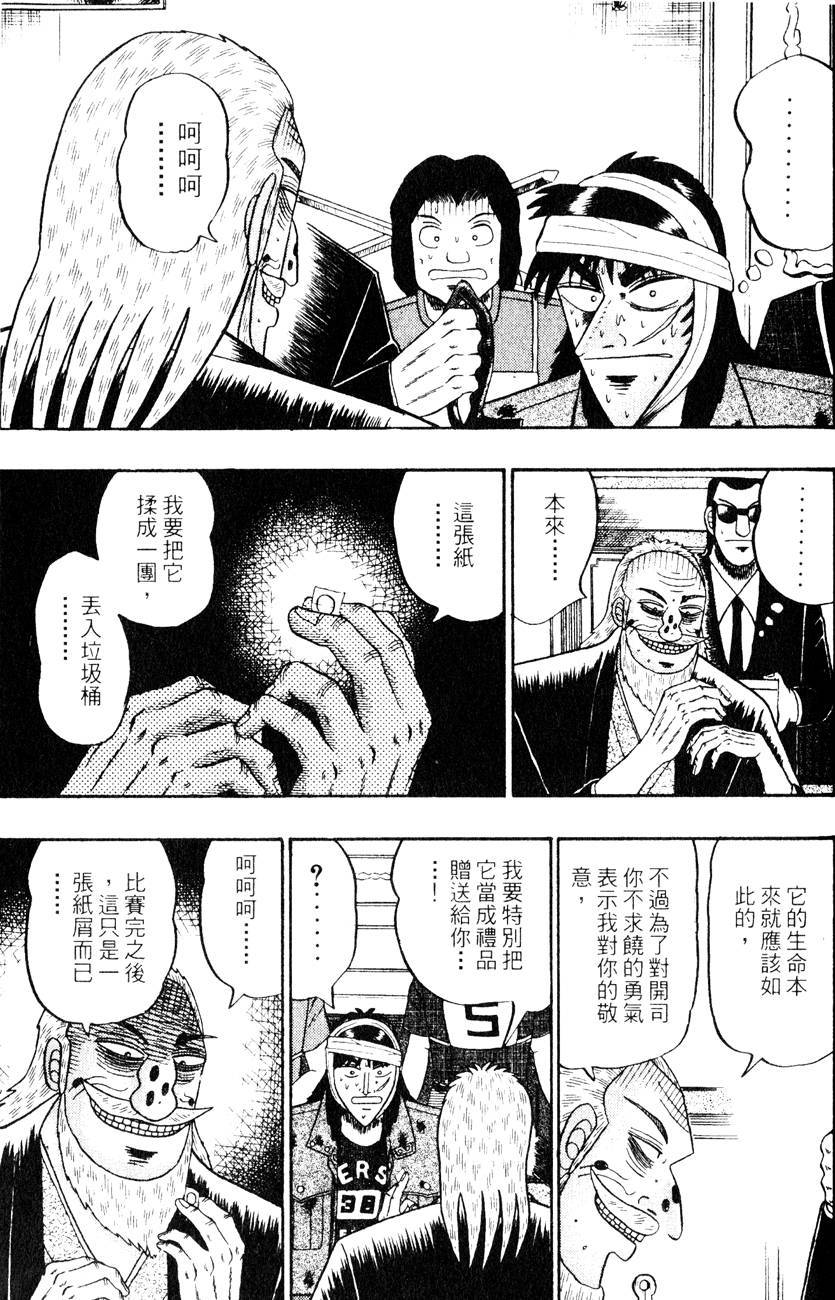 ………
呵呵呵
………
………
本來……
這張紙
………
我要把它
揉成一團，
丟入垃圾桶
………
它的生命本
來就應該如
此的，
不過為了對開司
你不求饒的勇氣
表示我對你的敬
意，
我要特別把
它當成禮品
贈送給你…
…！
？……
5
ERS
38
呵呵呵……
比賽完之後
，這只是一
張紙屑而已
……